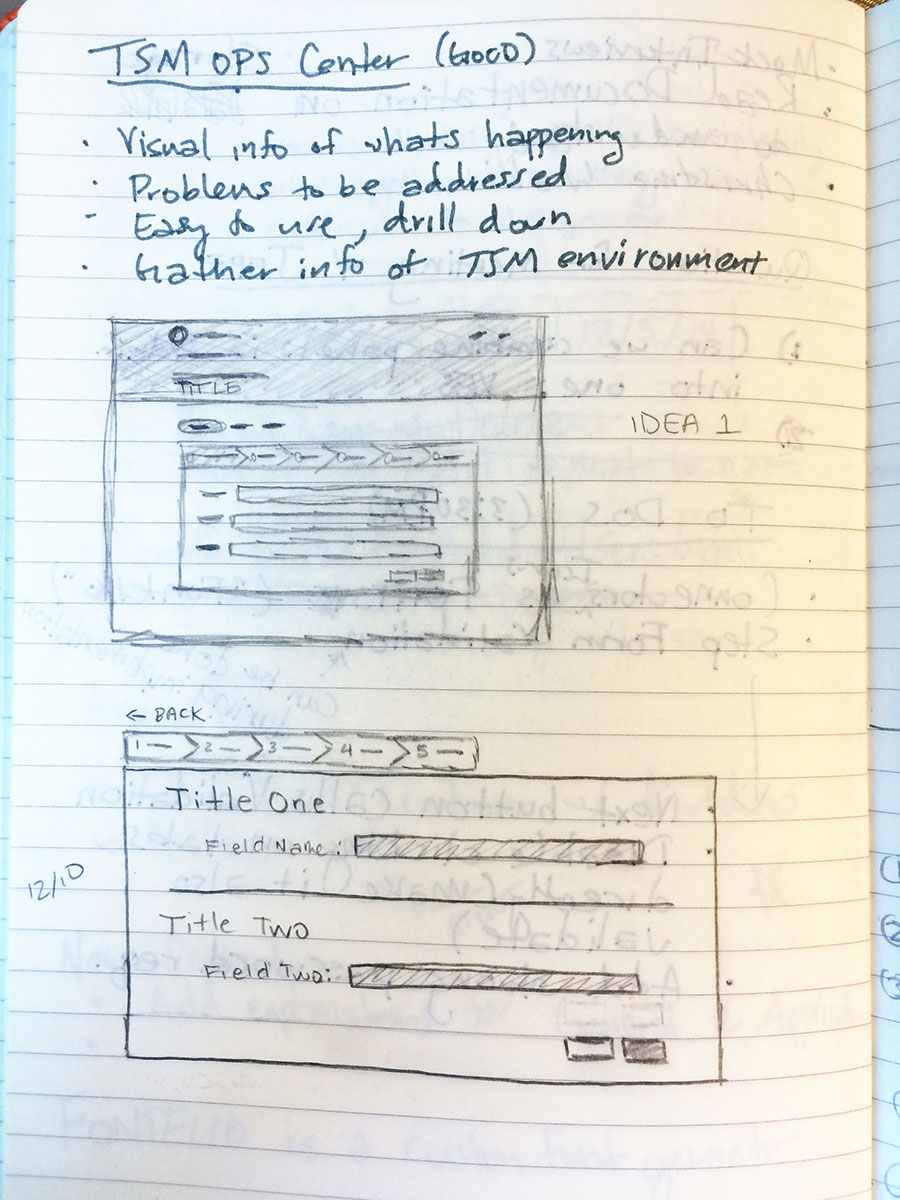 TSM OPS Center (GOOD)
· Visual info of whats happening
· Problems to be addressed
- Easy to use, drill down
· Gather info of TSM environment
TITLE
IDEA 1
← BACK
1 2 3 4 5
Title One
Field Name:
12/10
Title Two
Field Two: